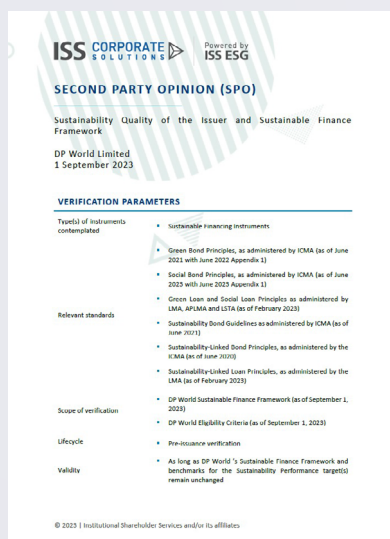 ISS CORPORATE SOLUTIONS
Powered by
ISS ESG
SECOND PARTY OPINION (SPO)
Sustainability Quality of the Issuer and Sustainable Finance
Framework
DP World Limited
1 September 2023
VERIFICATION PARAMETERS
Type(s) of instruments
contemplated
• Sustainable Financing Instruments
Relevant standards
• Green Bond Principles, as administered by ICMA (as of June
2021 with June 2022 Appendix 1)
• Social Bond Principles, as administered by ICMA (as of June
2023 with June 2023 Appendix 1)
• Green Loan and Social Loan Principles as administered by
LMA, APLMA and LSTA (as of February 2023)
• Sustainability Bond Guidelines as administered by ICMA (as of
June 2021)
• Sustainability-Linked Bond Principles, as administered by the
ICMA (as of June 2020)
• Sustainability-Linked Loan Principles, as administered by the
LMA (as of February 2023)
Scope of verification
• DP World Sustainable Finance Framework (as of September 1,
2023)
• DP World Eligibility Criteria (as of September 1, 2023)
Lifecycle
• Pre-issuance verification
Validity
• As long as DP World 's Sustainable Finance Framework and
benchmarks for the Sustainability Performance target(s)
remain unchanged
© 2023 | Institutional Shareholder Services and/or its affiliates